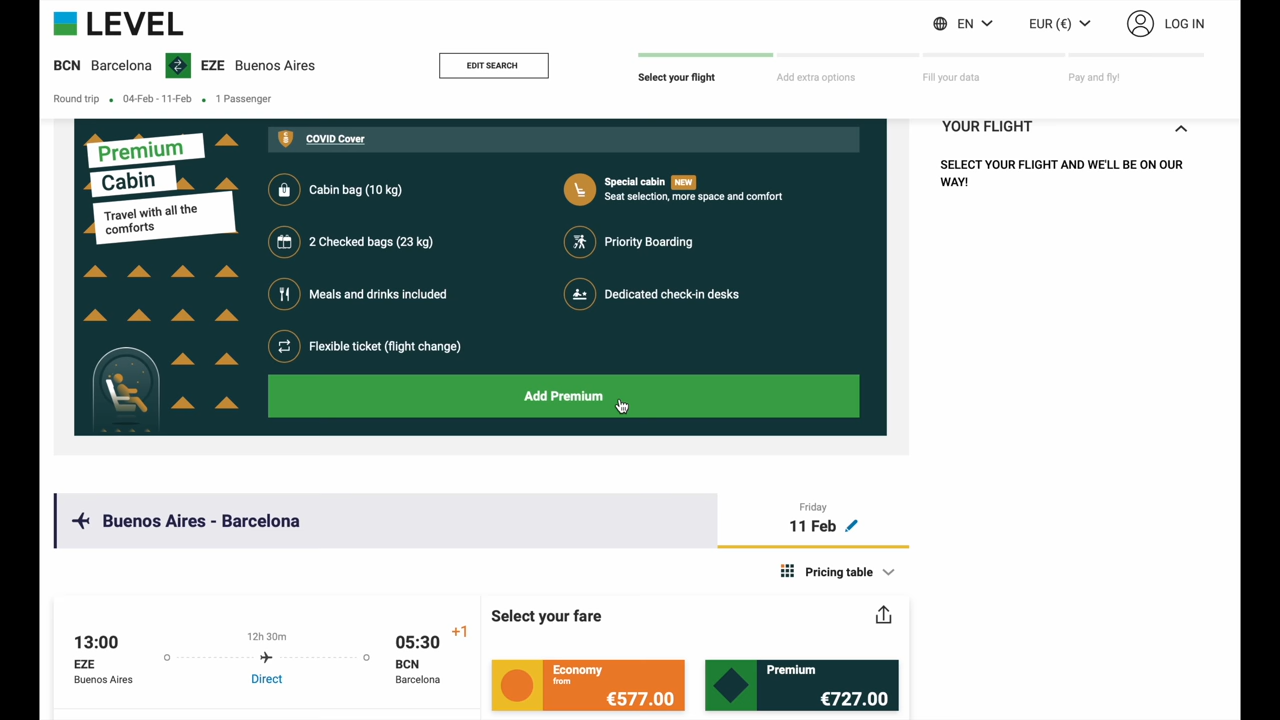 LEVEL
EN
EUR (€)
LOG IN
BCN Barcelona EZE Buenos Aires
EDIT SEARCH
Select your flight
Add extra options
Fill your data
Pay and fly!
Round trip • 04-Feb - 11-Feb • 1 Passenger
Premium
Cabin
Travel with all the
comforts
COVID Cover
Cabin bag (10 kg)
Special cabin NEW
Seat selection, more space and comfort
2 Checked bags (23 kg)
Priority Boarding
Meals and drinks included
Dedicated check-in desks
Flexible ticket (flight change)
Add Premium
YOUR FLIGHT
SELECT YOUR FLIGHT AND WE'LL BE ON OUR
WAY!
Buenos Aires - Barcelona
Friday
11 Feb
Pricing table
13:00
EZE
Buenos Aires
12h 30m
Direct
05:30 +1
BCN
Barcelona
Select your fare
Economy
from
€577.00
Premium
€727.00